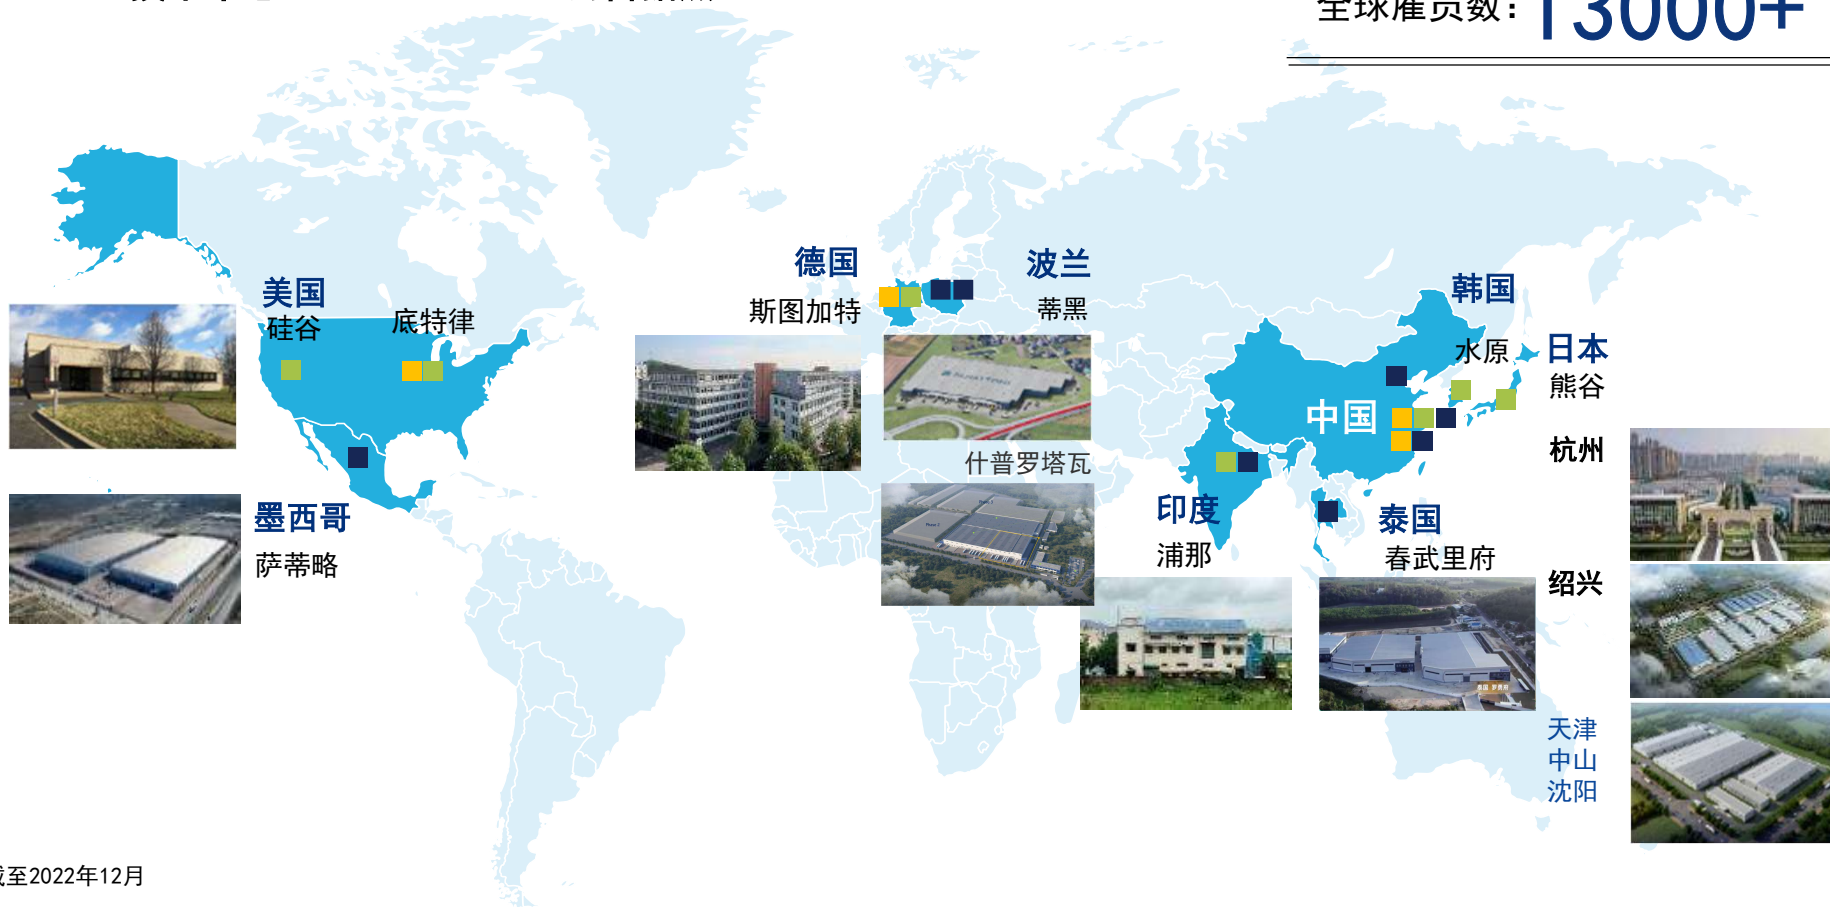 全球雇员数：13000+
德国
波兰
美国
韩国
硅谷
底特律
斯图加特
蒂黑
水原
日本
熊谷
中国
杭州
什普罗塔瓦
墨西哥
萨蒂略
印度
浦那
泰国
春武里府
绍兴
天津
中山
沈阳
截至2022年12月